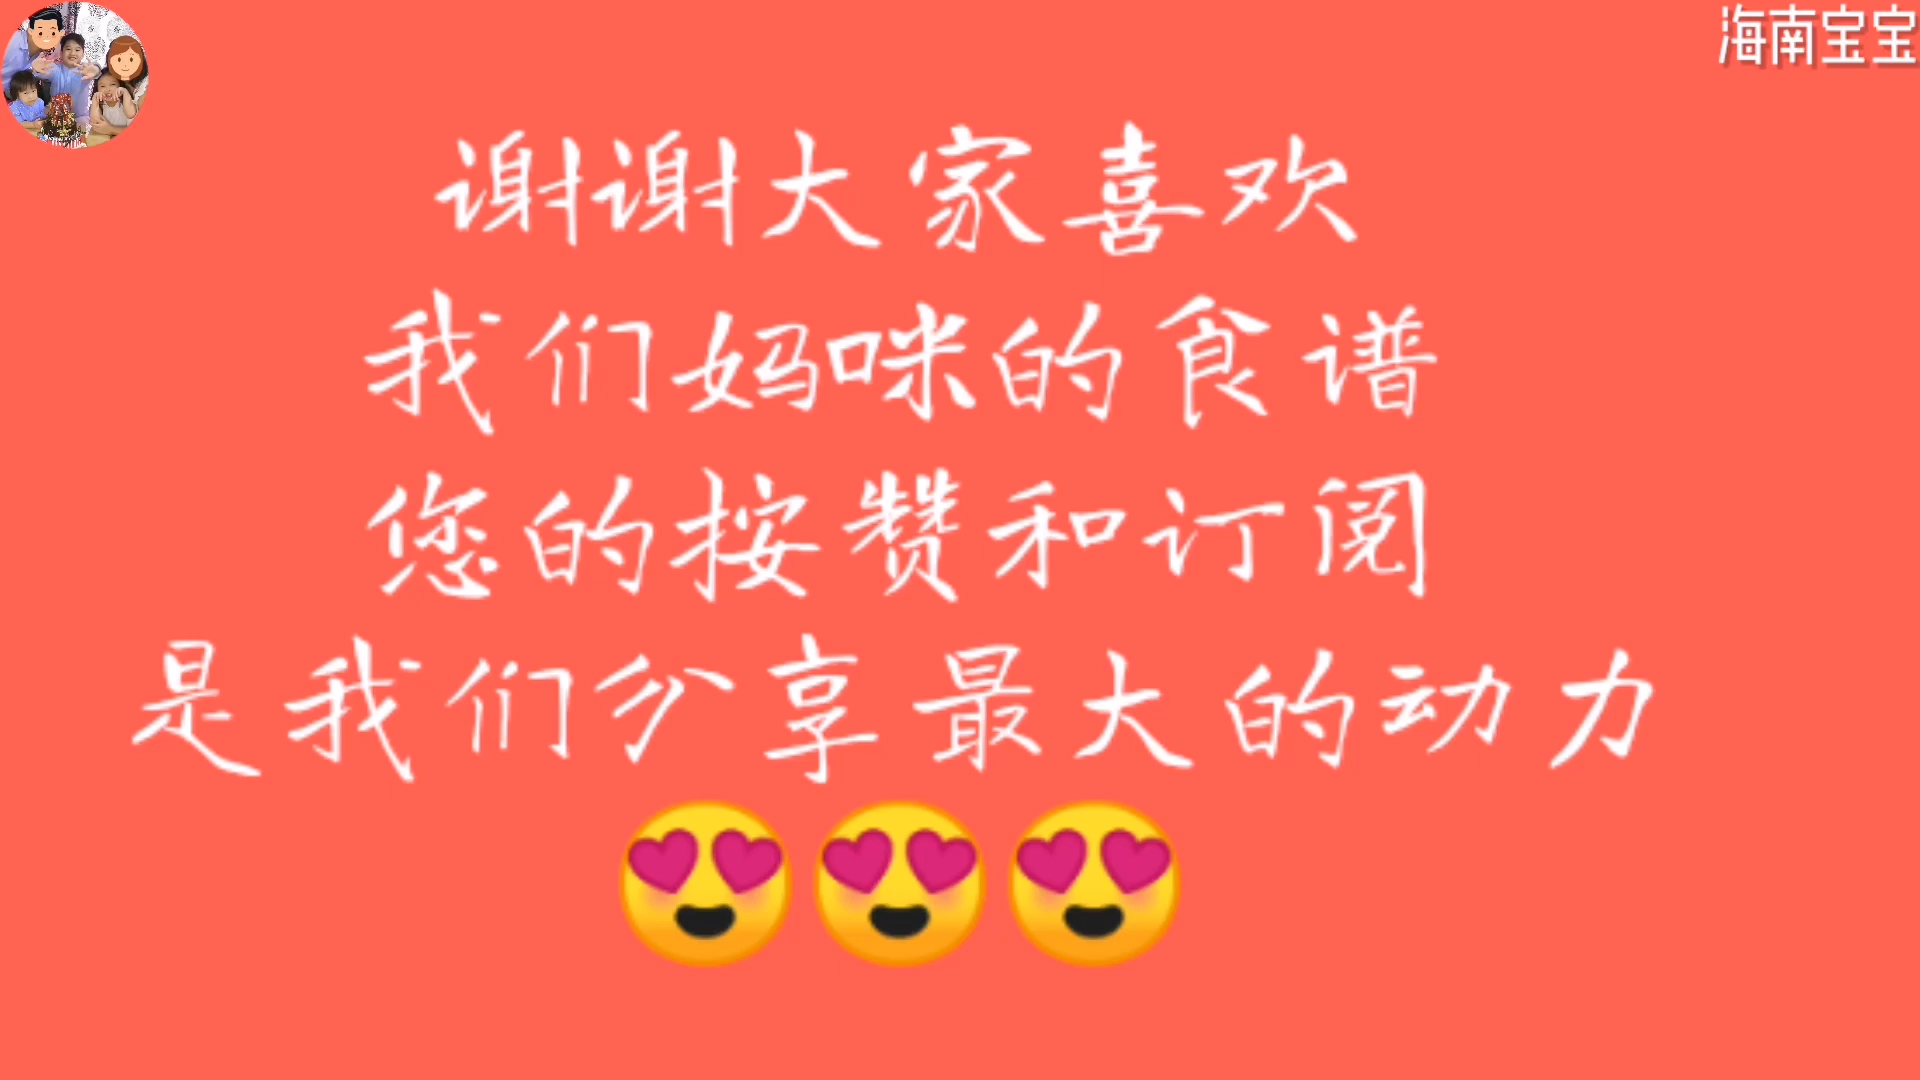 海南宝宝
谢谢大家喜欢
我们妈咪的食谱
您的按赞和订阅
是我们分享最大的动力